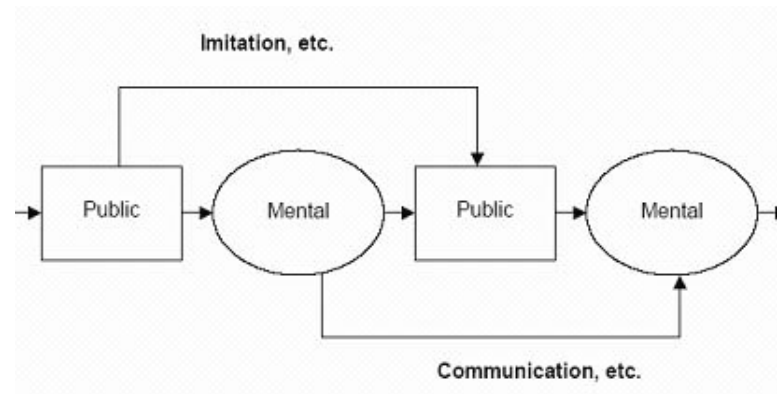 Imitation, etc.
Public
Mental
Public
Mental
Communication, etc.